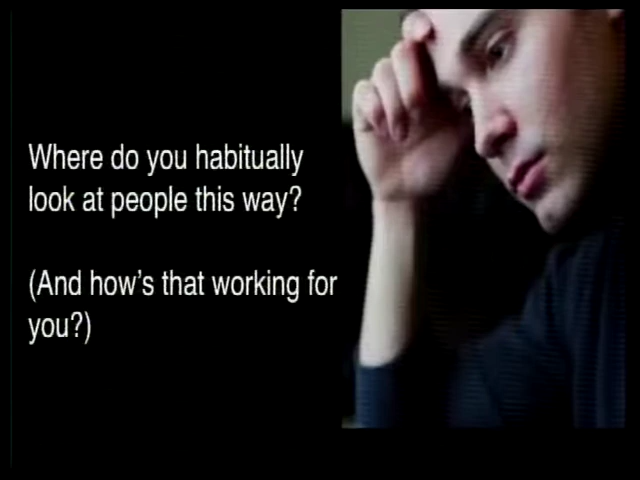 Where do you habitually
look at people this way?
(And how's that working for
you?)